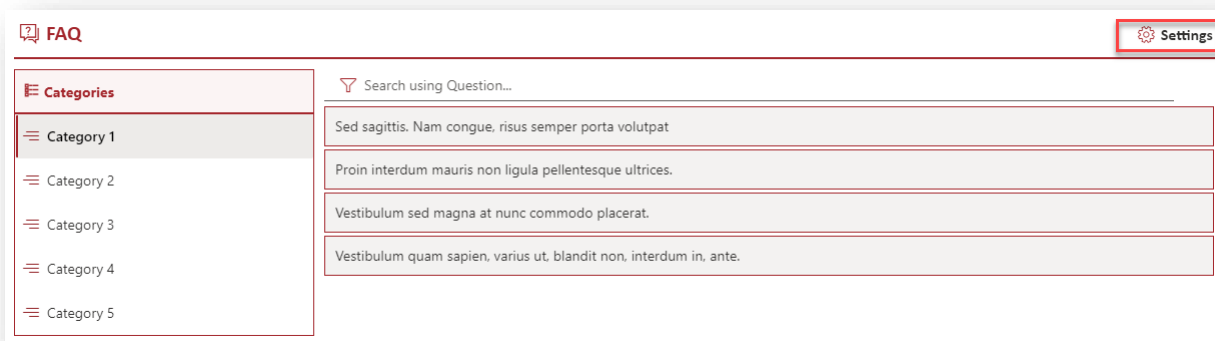 FAQ
Settings
Categories
Category 1
Category 2
Category 3
Category 4
Category 5
Search using Question...
Sed sagittis. Nam congue, risus semper porta volutpat
Proin interdum mauris non ligula pellentesque ultrices.
Vestibulum sed magna at nunc commodo placerat.
Vestibulum quam sapien, varius ut, blandit non, interdum in, ante.